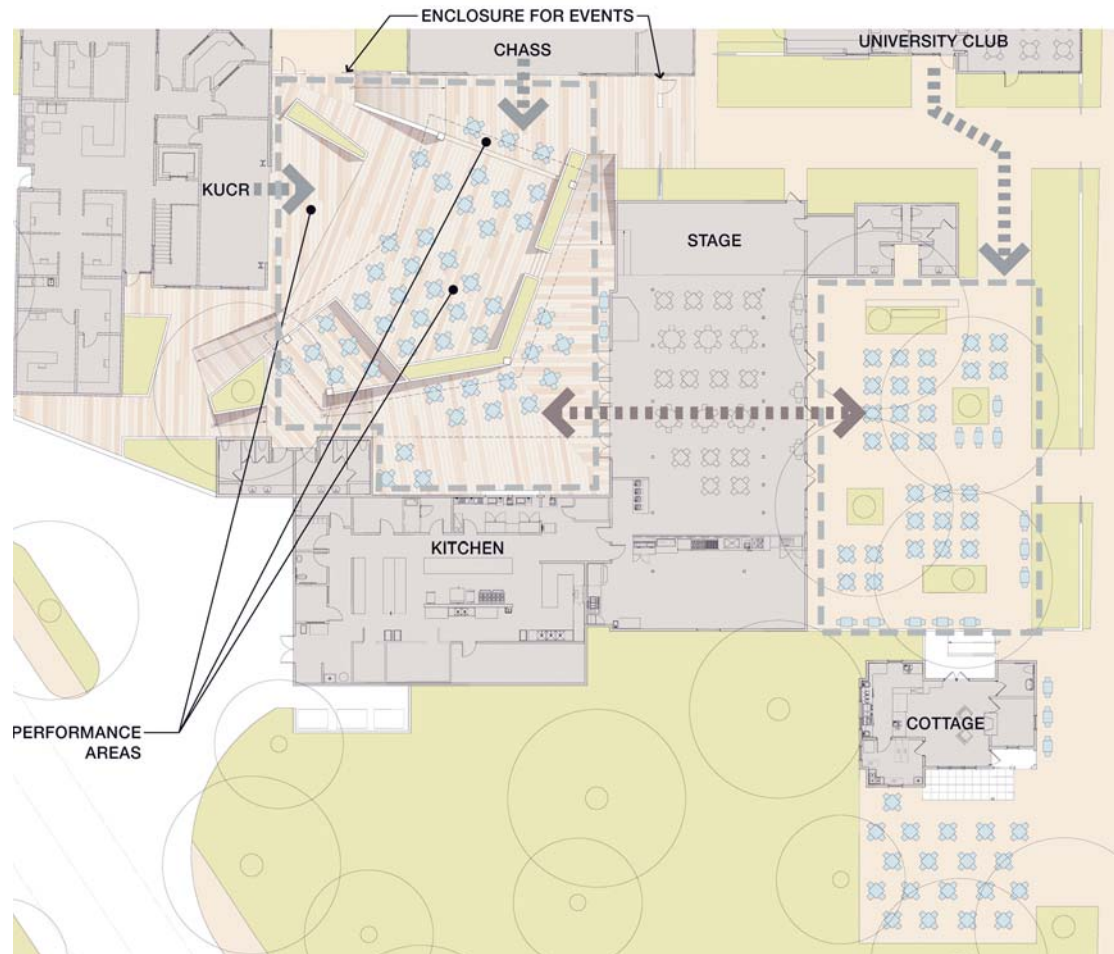 ENCLOSURE FOR EVENTS
CHASS
UNIVERSITY CLUB
KUCR
STAGE
KITCHEN
PERFORMANCE
AREAS
COTTAGE